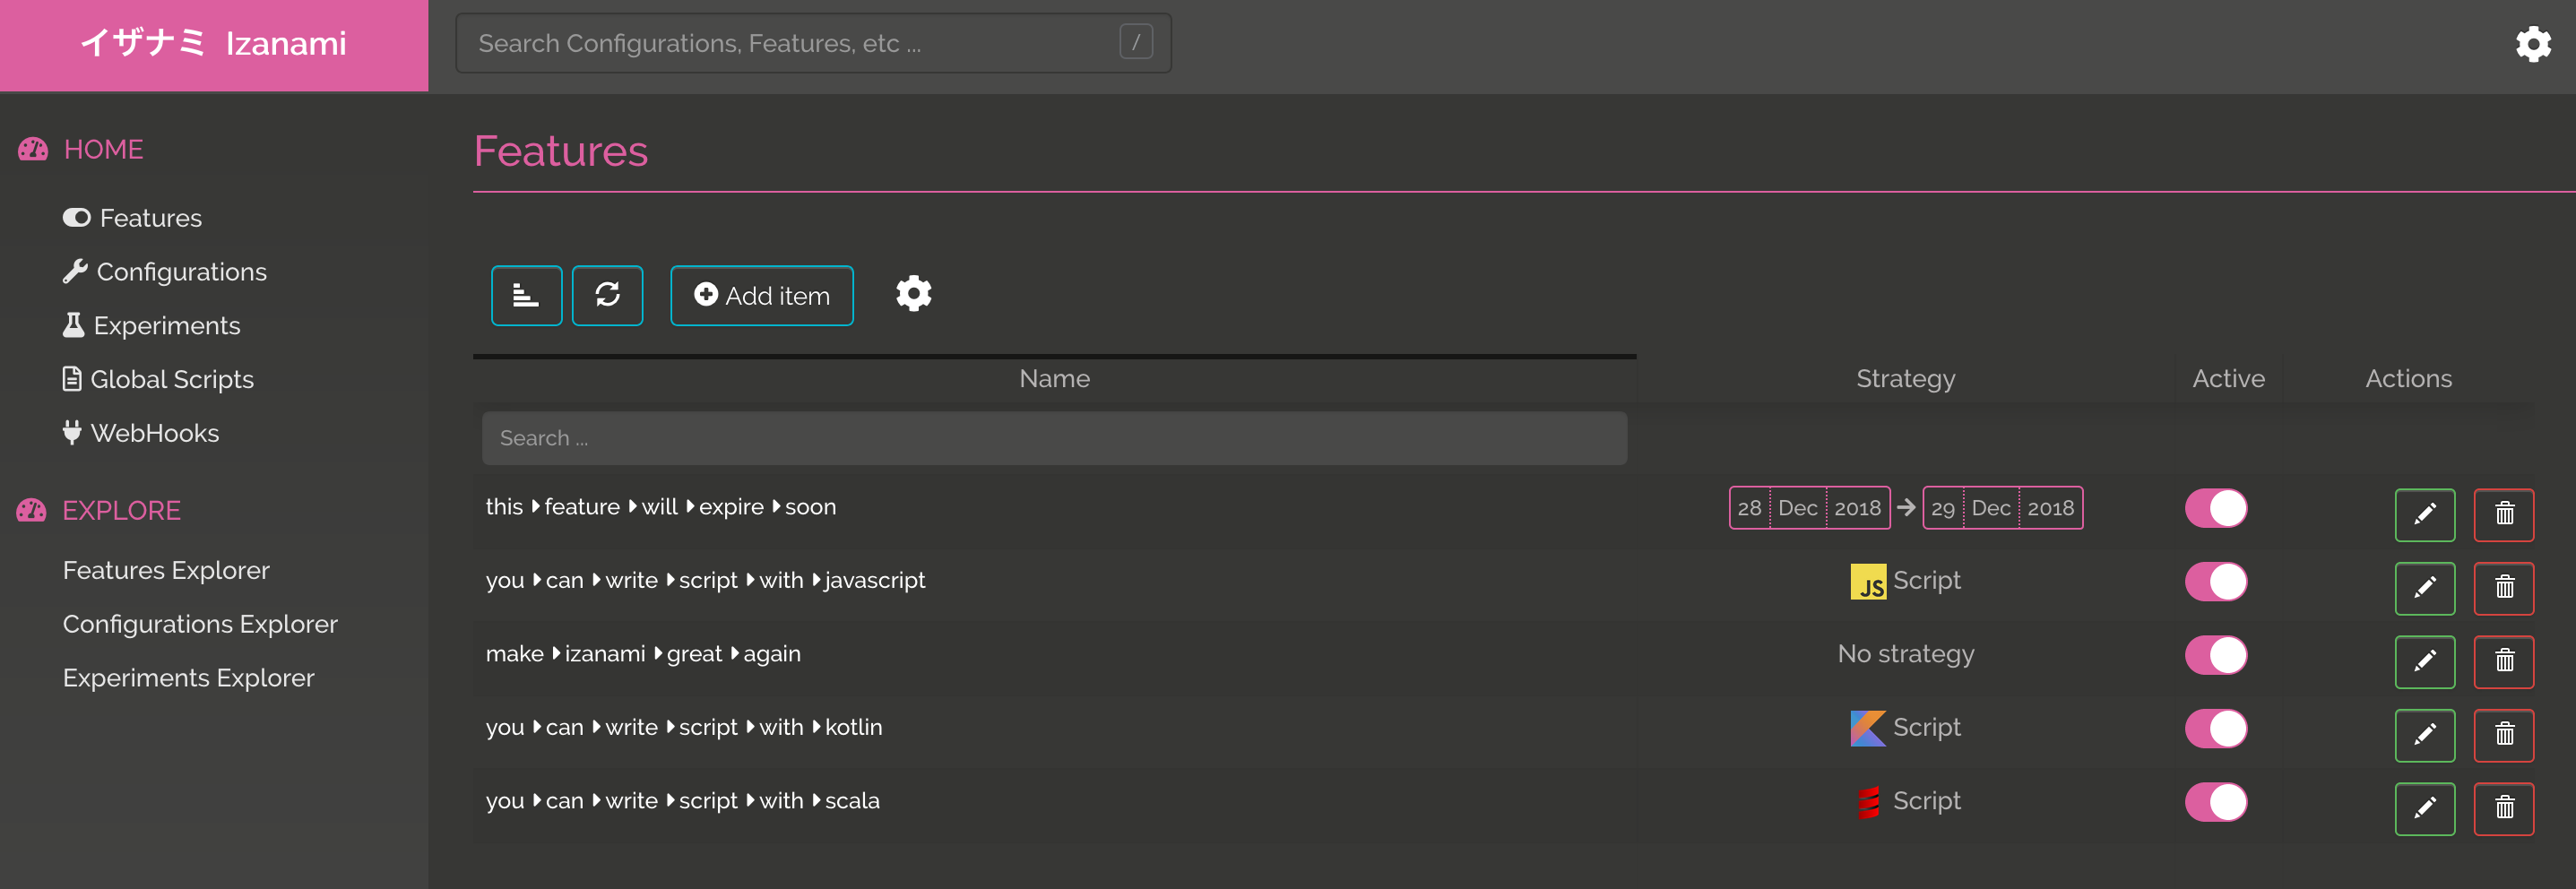 イザナミ Izanami
Search Configurations, Features, etc ... /
HOME
Features
Configurations
Experiments
Global Scripts
WebHooks
EXPLORE
Features Explorer
Configurations Explorer
Experiments Explorer
Features
Add item
Name Strategy Active Actions
Search ...
this feature will expire soon 28 Dec 2018 29 Dec 2018
you can write script with javascript JS Script
make izanami great again No strategy
you can write script with kotlin Script
you can write script with scala Script